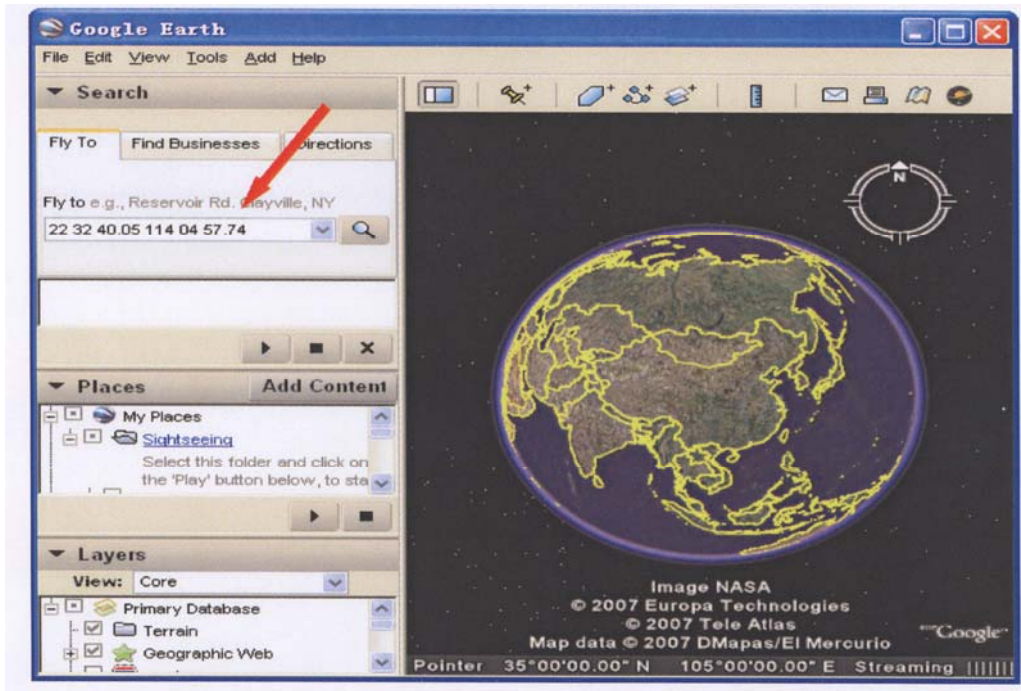 Google Earth
File Edit View Tools Add Help
Search
Fly To Find Businesses Directions
Fly to e.g., Reservoir Rd. Clayville, NY
22 32 40.05 114 04 57.74
Places Add Content
My Places
Sightseeing
Select this folder and click on
the 'Play' button below, to sta
Layers
View: Core
Primary Database
Terrain
Geographic Web
N
Image NASA
© 2007 Europa Technologies
© 2007 Tele Atlas
Map data © 2007 DMapas/El Mercurio
Google
Pointer 35°00'00.00" N 105°00'00.00" E Streaming